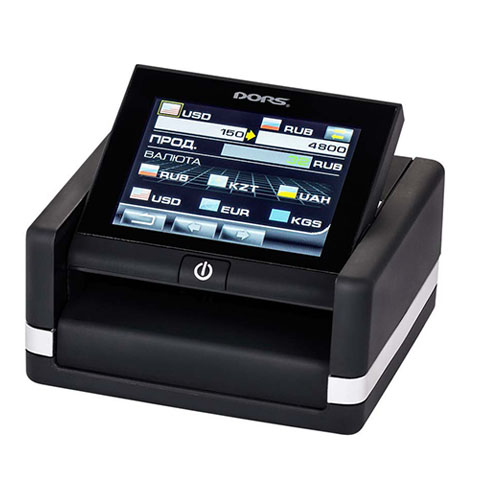 DORS®
USD
150 RUB
4800
ПРОД. RUB
ВАЛЮТА
RUB KZT UAH
USD EUR KGS